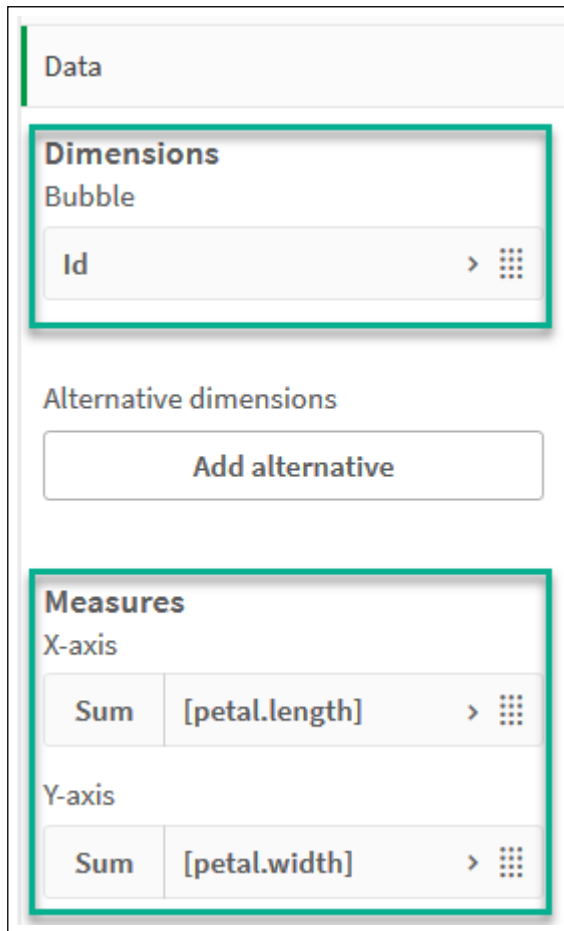 Data
Dimensions
Bubble
Id
Alternative dimensions
Add alternative
Measures
X-axis
Sum [petal.length]
Y-axis
Sum [petal.width]